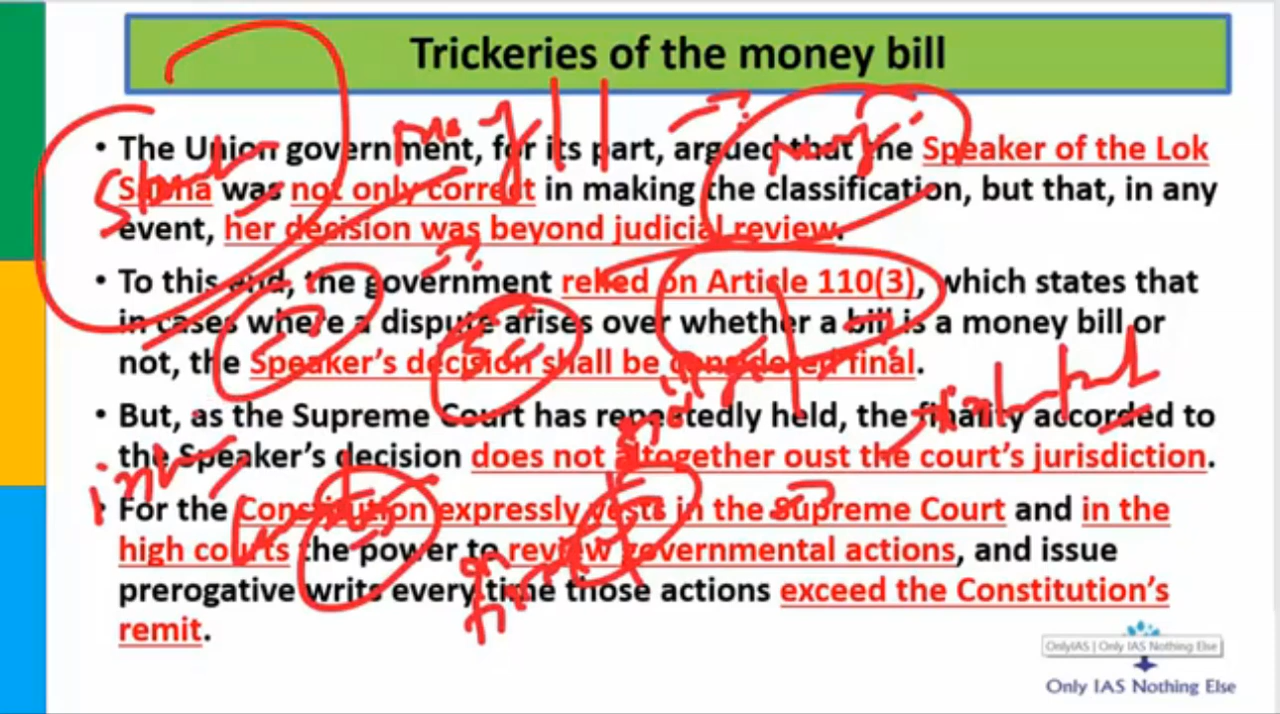 Trickeries of the money bill
• The Union government, for its part, argued that the Speaker of the Lok
Sabha was not only correct in making the classification, but that, in any
event, her decision was beyond judicial review.
• To this end, the government relied on Article 110(3), which states that
in cases where a dispute arises over whether a bill is a money bill or
not, the Speaker's decision shall be considered final.
• But, as the Supreme Court has repeatedly held, the finality accorded to
the Speaker's decision does not altogether oust the court's jurisdiction.
• For the Constitution expressly vests in the Supreme Court and in the
high courts the power to review governmental actions, and issue
prerogative writs every time those actions exceed the Constitution's
remit.
OnlyIAS | Only IAS Nothing Else
Only IAS Nothing Else